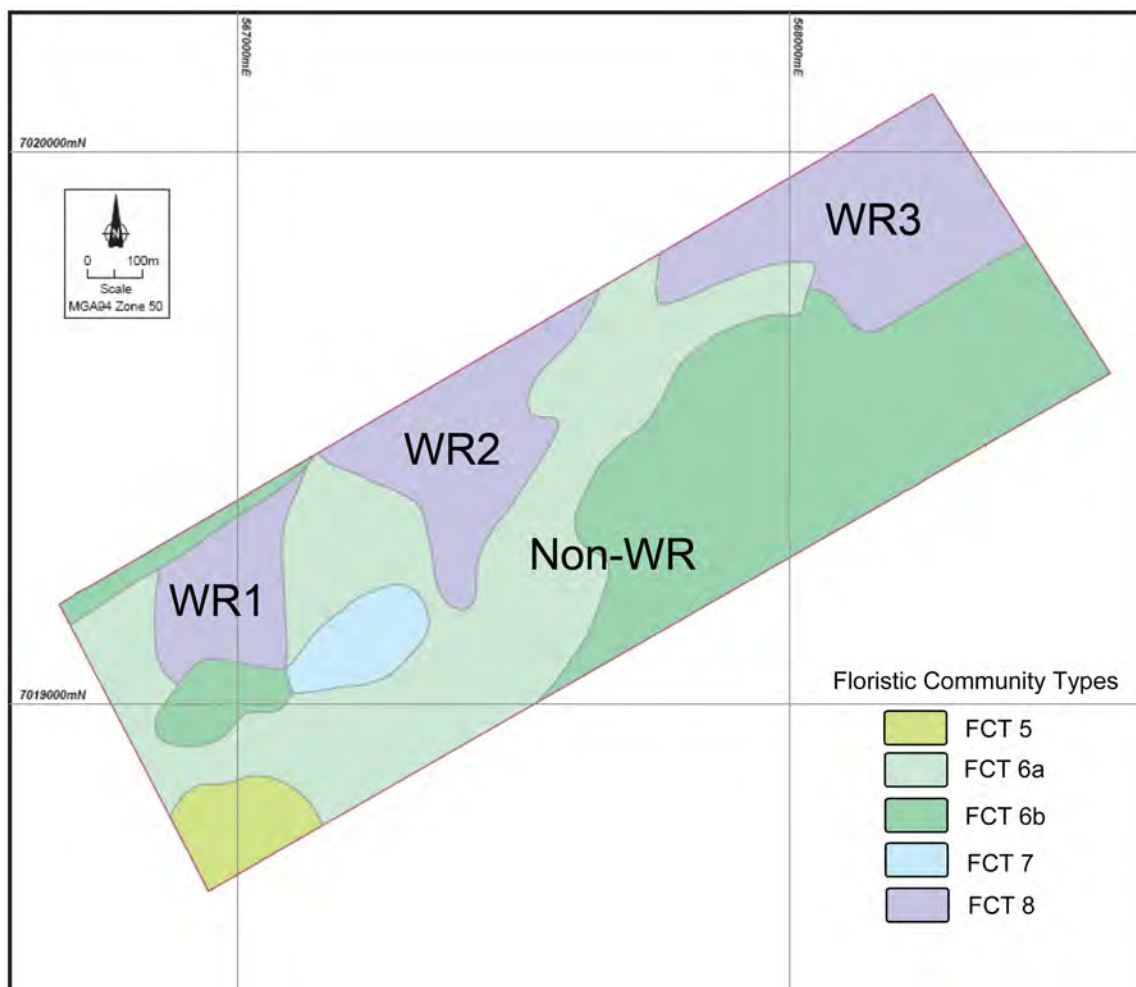 567000mE
568000mE
7020000mN
N
0 100m
Scale
MGA94 Zone 50
WR3
WR2
Non-WR
WR1
7019000mN
Floristic Community Types
FCT 5
FCT 6a
FCT 6b
FCT 7
FCT 8